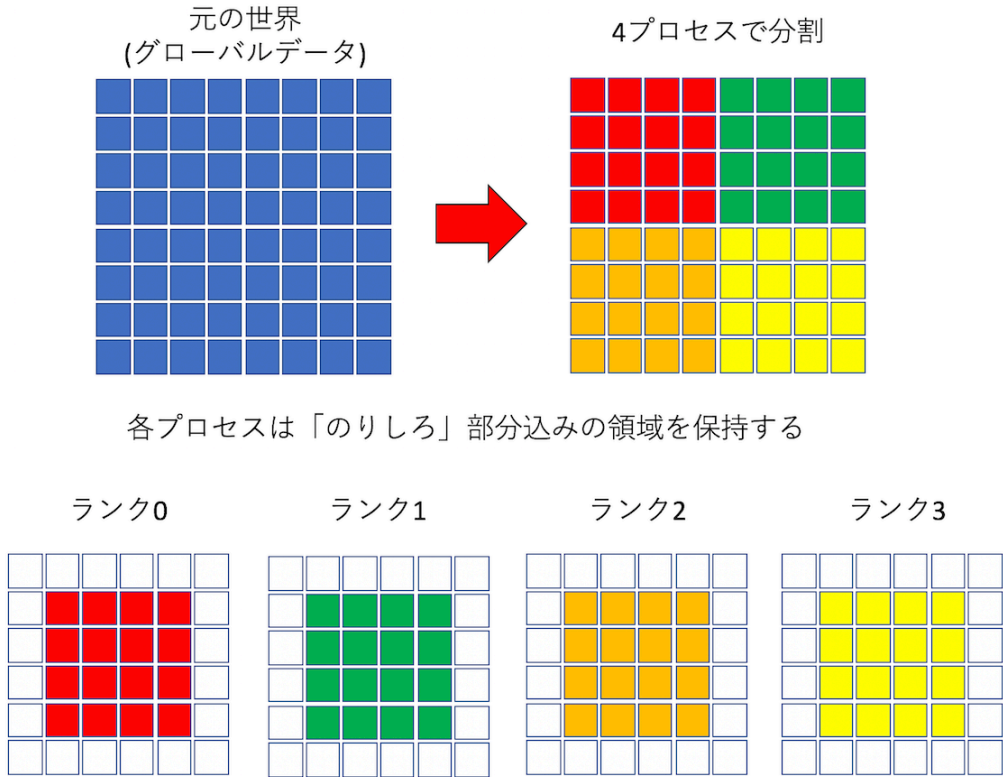 元の世界
(グローバルデータ)
4プロセスで分割
各プロセスは「のりしろ」部分込みの領域を保持する
ランク0
ランク1
ランク2
ランク3